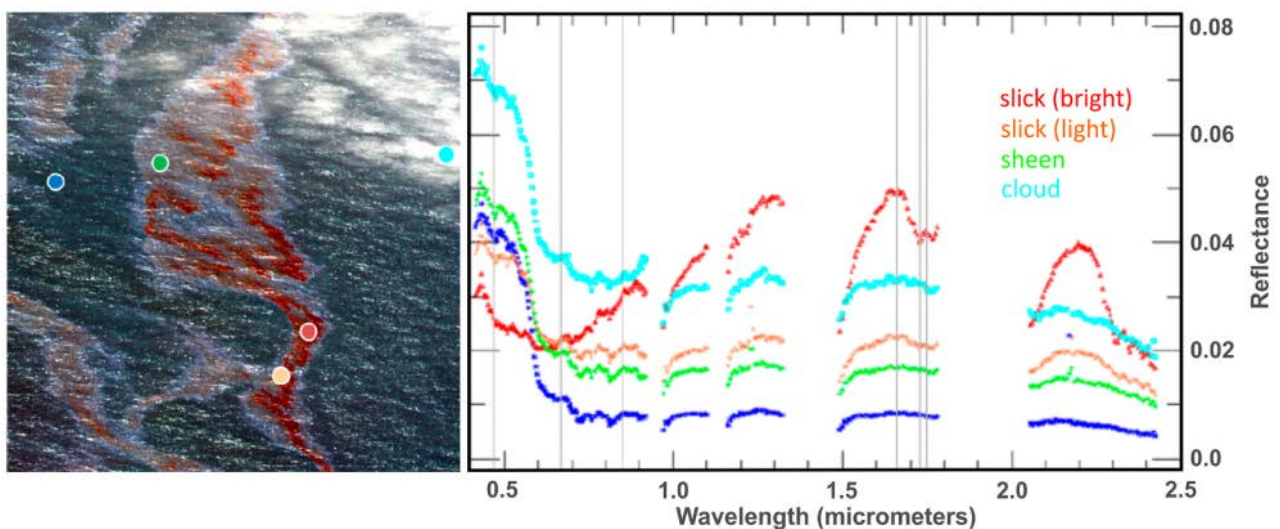 0.08
0.06
0.04
0.02
0.0
Reflectance
slick (bright)
slick (light)
sheen
cloud
0.5
1.0
1.5
2.0
2.5
Wavelength (micrometers)